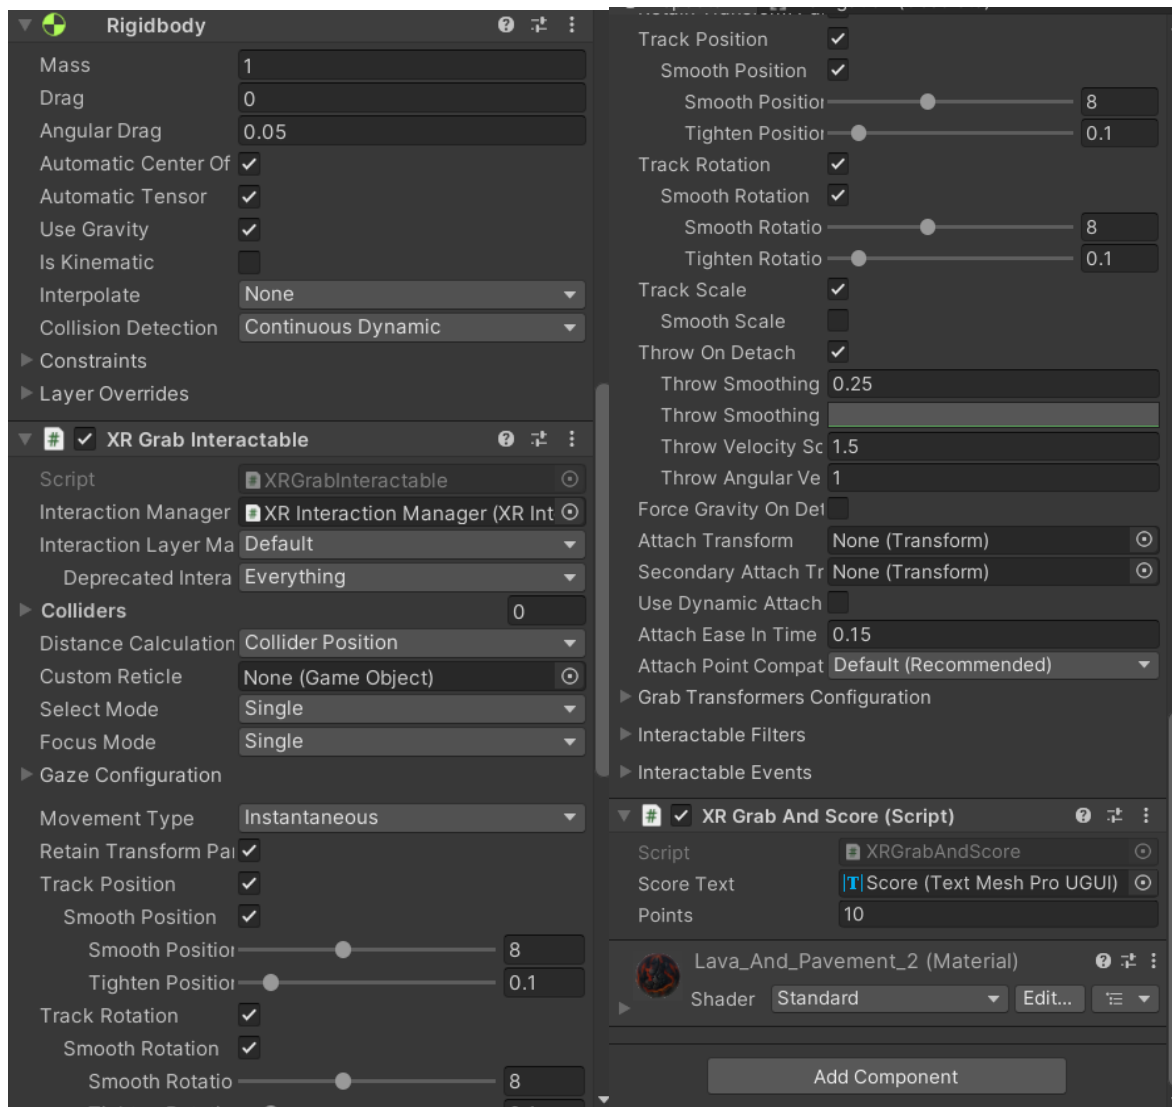 Rigidbody
Mass 1
Drag 0
Angular Drag 0.05
Automatic Center Of
Automatic Tensor
Use Gravity
Is Kinematic
Interpolate None
Collision Detection Continuous Dynamic
Constraints
Layer Overrides
# XR Grab Interactable
Script # XRGrabInteractable
Interaction Manager # XR Interaction Manager (XR Int
Interaction Layer Ma Default
Deprecated Intera Everything
Colliders 0
Distance Calculation Collider Position
Custom Reticle None (Game Object)
Select Mode Single
Focus Mode Single
Gaze Configuration
Movement Type Instantaneous
Retain Transform Pa
Track Position
Smooth Position
Smooth Position 8
Tighten Position 0.1
Track Rotation
Smooth Rotation
Smooth Rotatio 8
Track Position
Smooth Position
Smooth Position 8
Tighten Position 0.1
Track Rotation
Smooth Rotation
Smooth Rotatio 8
Tighten Rotatio 0.1
Track Scale
Smooth Scale
Throw On Detach
Throw Smoothing 0.25
Throw Smoothing
Throw Velocity Sc 1.5
Throw Angular Ve 1
Force Gravity On Det
Attach Transform None (Transform)
Secondary Attach Tr None (Transform)
Use Dynamic Attach
Attach Ease In Time 0.15
Attach Point Compat Default (Recommended)
Grab Transformers Configuration
Interactable Filters
Interactable Events
# XR Grab And Score (Script)
Script # XRGrabAndScore
Score Text T Score (Text Mesh Pro UGUI)
Points 10
Lava_And_Pavement_2 (Material)
Shader Standard Edit...
Add Component